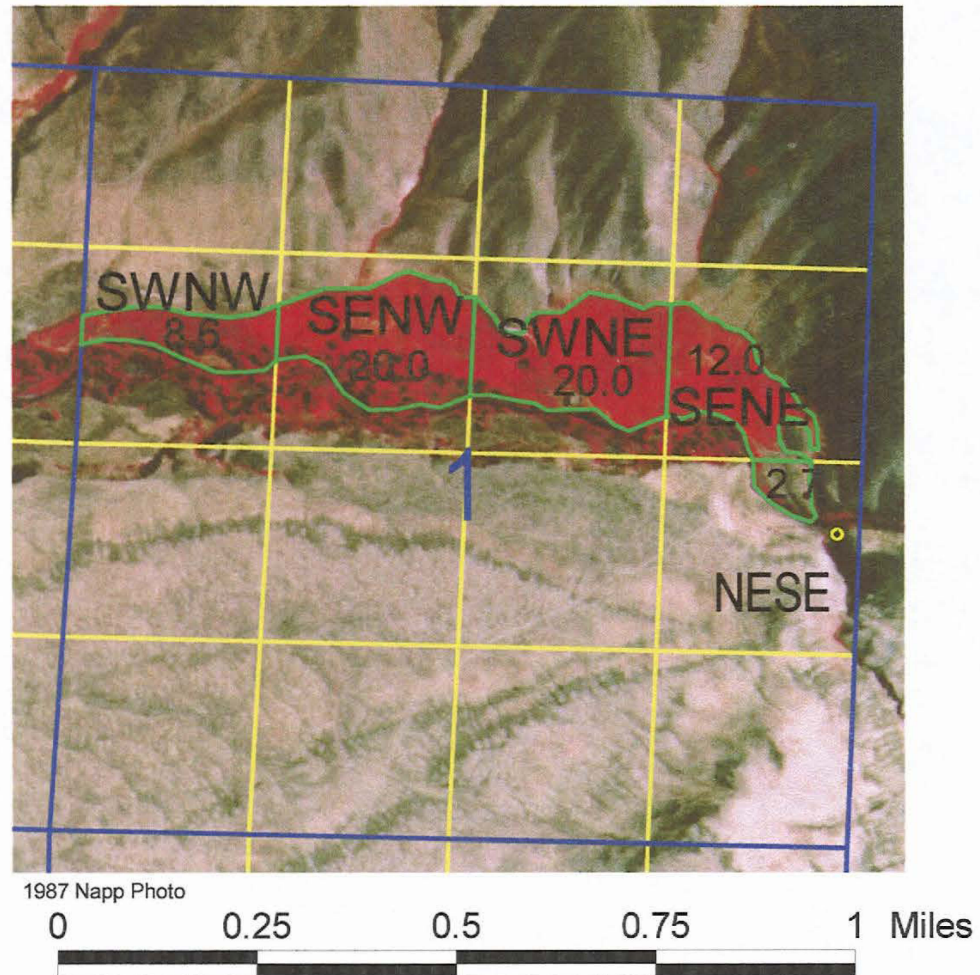 SWNW
8.6
SENW
20.0
SWNE
20.0
12.0
SENE
1
2.7
NESE
1987 Napp Photo
0 0.25 0.5 0.75 1 Miles